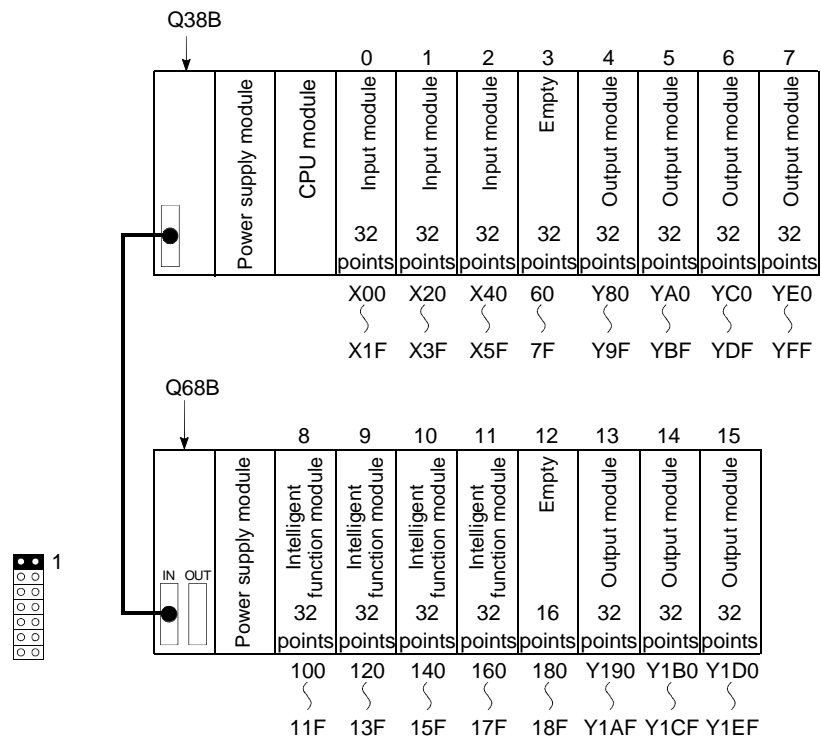 Q38B
0 1 2 3 4 5 6 7
Power supply module
CPU module
Input module
Input module
Input module
Empty
Output module
Output module
Output module
Output module
32 32 32 32 32 32 32 32
points points points points points points points points
X00 X20 X40 60 Y80 YA0 YC0 YE0
X1F X3F X5F 7F Y9F YBF YDF YFF
Q68B
8 9 10 11 12 13 14 15
1
IN OUT
Power supply module
Intelligent
function module
Intelligent
function module
Intelligent
function module
Intelligent
function module
Empty
Output module
Output module
Output module
32 32 32 32 16 32 32 32
points points points points points points points points
100 120 140 160 180 Y190 Y1B0 Y1D0
11F 13F 15F 17F 18F Y1AF Y1CF Y1EF